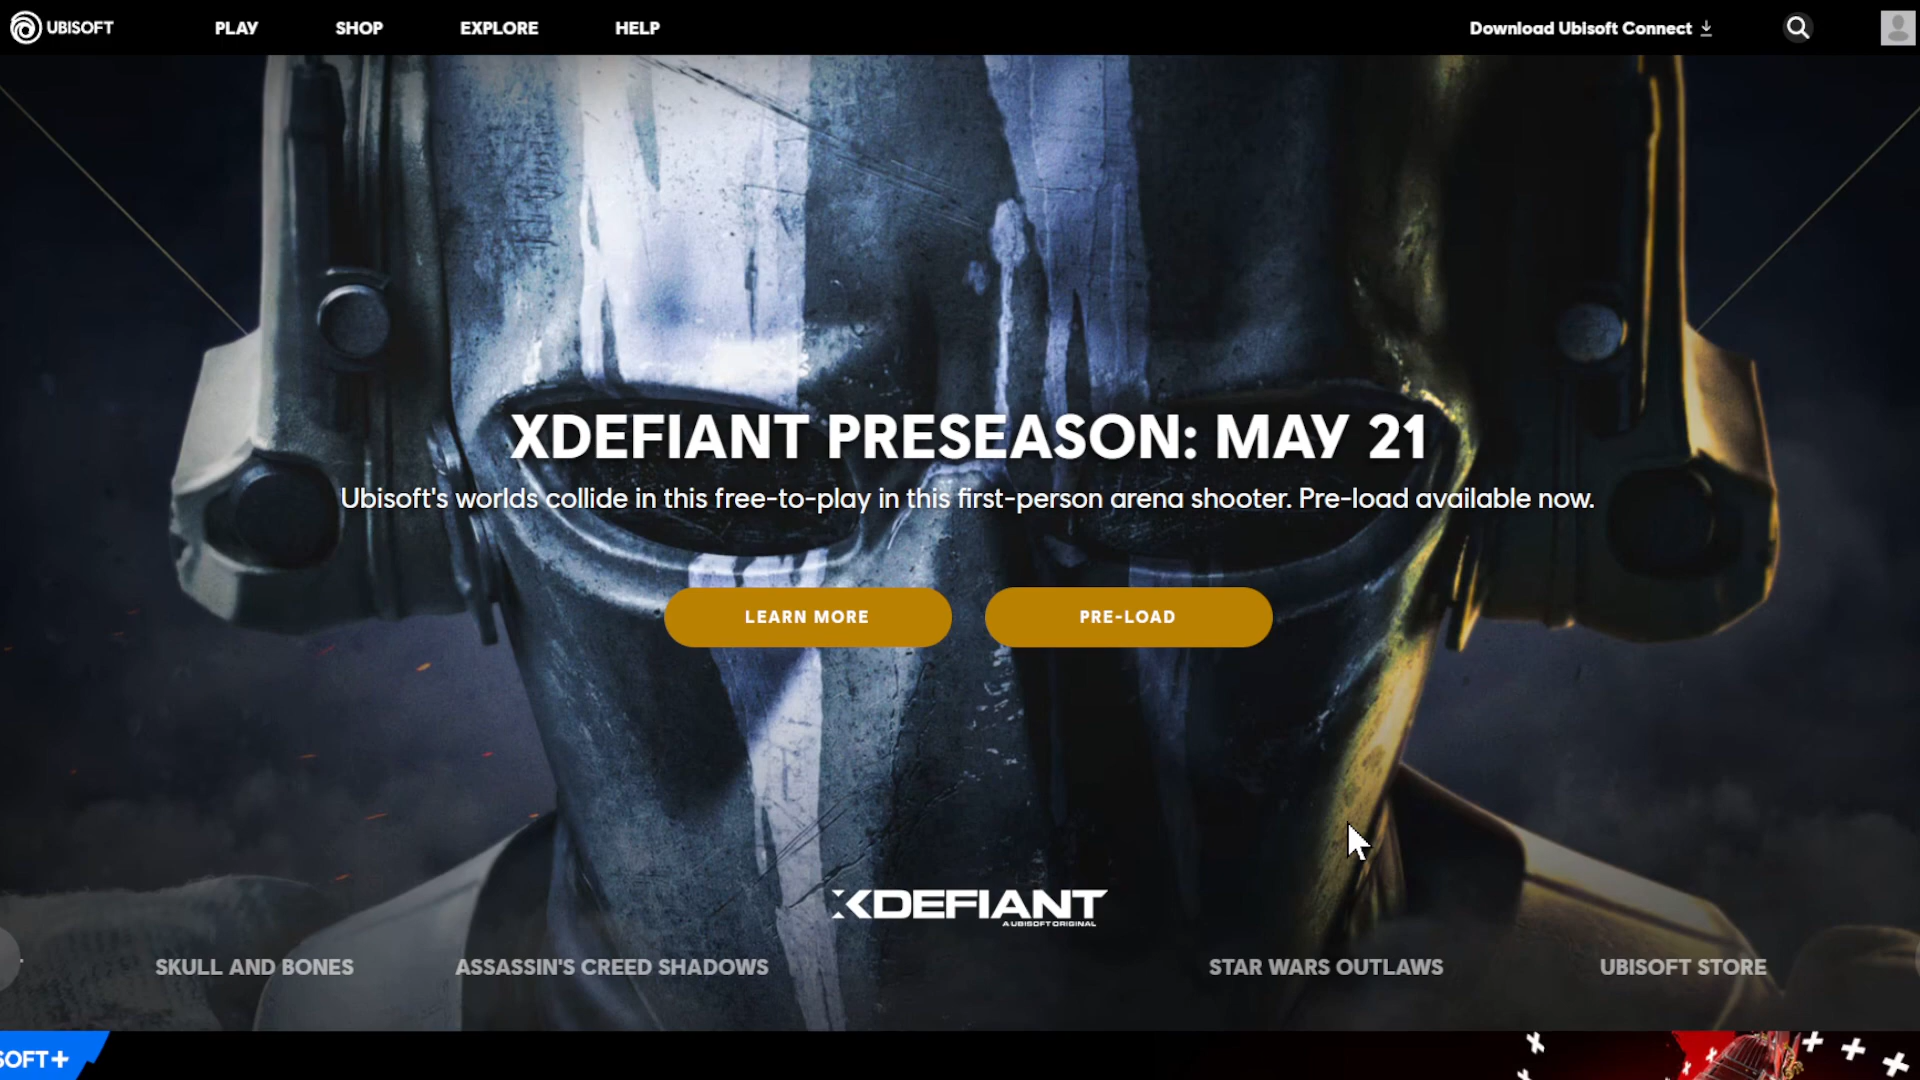 UBISOFT
PLAY
SHOP
EXPLORE
HELP
Download Ubisoft Connect
XDEFIANT PRESEASON: MAY 21
Ubisoft's worlds collide in this free-to-play in this first-person arena shooter. Pre-load available now.
LEARN MORE
PRE-LOAD
XDEFIANT
A UBISOFT ORIGINAL
SKULL AND BONES
ASSASSIN'S CREED SHADOWS
STAR WARS OUTLAWS
UBISOFT STORE
SOFT+